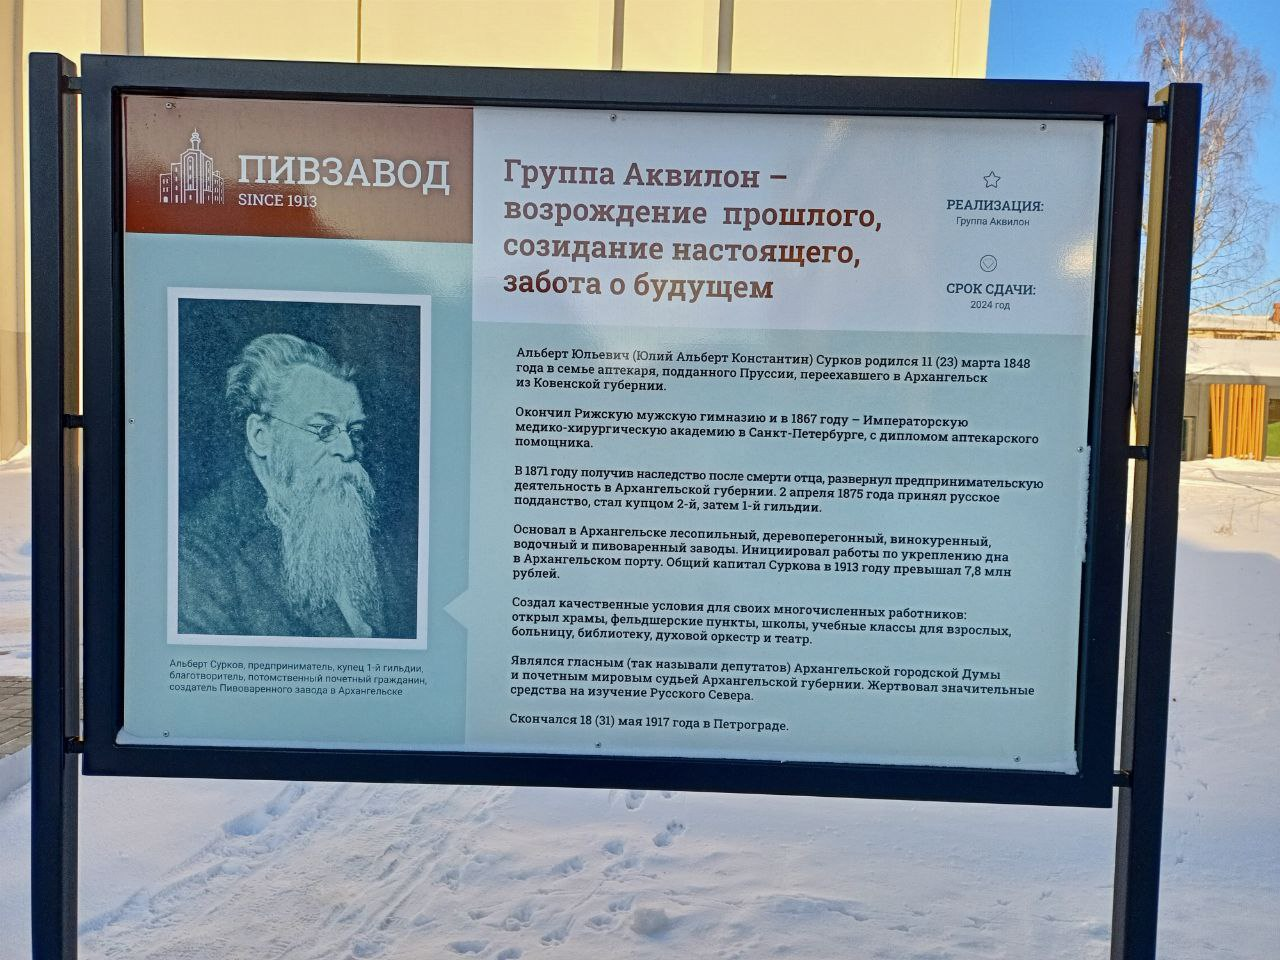 ПИВЗАВОД
SINCE 1913
Группа Аквилон –
возрождение прошлого,
созидание настоящего,
забота о будущем
РЕАЛИЗАЦИЯ:
Группа Аквилон
СРОК СДАЧИ:
2024 год
Альберт Юльевич (Юлий Альберт Константин) Сурков родился 11 (23) марта 1848
года в семье аптекаря, подданного Пруссии, переехавшего в Архангельск
из Ковенской губернии.
Окончил Рижскую мужскую гимназию и в 1867 году – Императорскую
медико-хирургическую академию в Санкт-Петербурге, с дипломом аптекарского
помощника.
В 1871 году получив наследство после смерти отца, развернул предпринимательскую
деятельность в Архангельской губернии. 2 апреля 1875 года принял русское
подданство, стал купцом 2-й, затем 1-й гильдии.
Основал в Архангельске лесопильный, деревоперегонный, винокуренный,
водочный и пивоваренный заводы. Инициировал работы по укреплению дна
в Архангельском порту. Общий капитал Суркова в 1913 году превышал 7,8 млн
рублей.
Создал качественные условия для своих многочисленных работников:
открыл храмы, фельдшерские пункты, школы, учебные классы для взрослых,
больницу, библиотеку, духовой оркестр и театр.
Являлся гласным (так называли депутатов) Архангельской городской Думы
и почетным мировым судьей Архангельской губернии. Жертвовал значительные
средства на изучение Русского Севера.
Скончался 18 (31) мая 1917 года в Петрограде.
Альберт Сурков, предприниматель, купец 1-й гильдии,
благотворитель, потомственный почетный гражданин,
создатель Пивоваренного завода в Архангельске